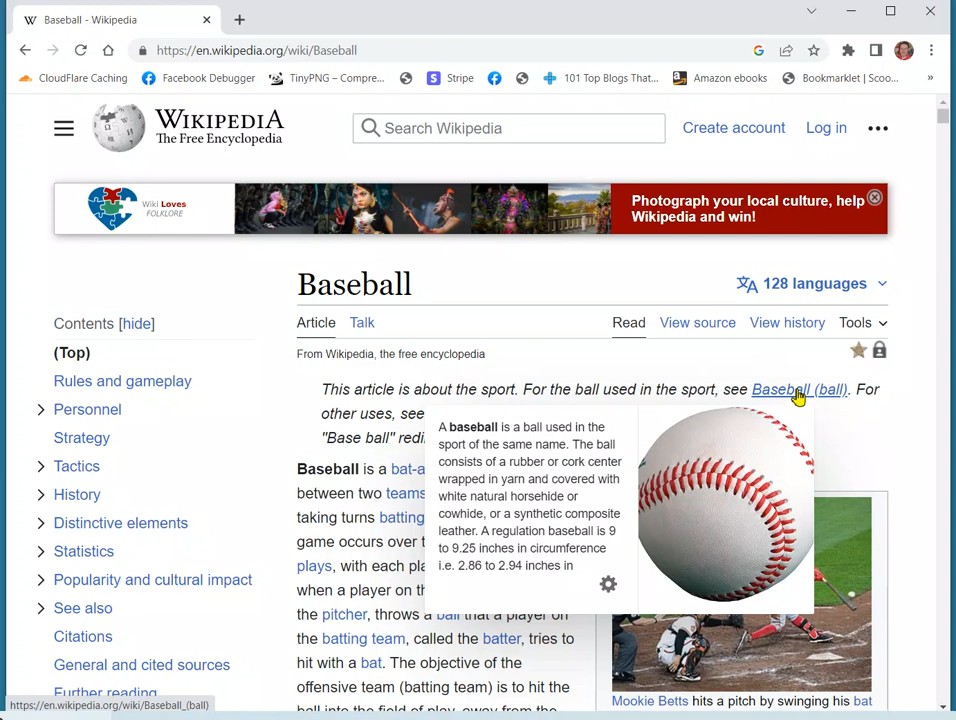 Baseball - Wikipedia
https://en.wikipedia.org/wiki/Baseball
CloudFlare Caching
Facebook Debugger
TinyPNG – Compre...
Stripe
101 Top Blogs That...
Amazon ebooks
Bookmarklet | Scoo...
WIKIPEDIA
The Free Encyclopedia
Search Wikipedia
Create account
Log in
Wiki Loves
FOLKLORE
Photograph your local culture, help
Wikipedia and win!
Baseball
128 languages
Contents [hide]
(Top)
Rules and gameplay
Personnel
Strategy
Tactics
History
Distinctive elements
Statistics
Popularity and cultural impact
See also
Citations
General and cited sources
Further reading
Article
Talk
Read
View source
View history
Tools
From Wikipedia, the free encyclopedia
This article is about the sport. For the ball used in the sport, see Baseball (ball). For
other uses, see
"Base ball" redi
Baseball is a bat-a
between two teams
taking turns batting
game occurs over t
plays, with each pla
when a player on th
the pitcher, throws a ball that a player on
the batting team, called the batter, tries to
hit with a bat. The objective of the
offensive team (batting team) is to hit the
ball into the field of play, away from the
A baseball is a ball used in the
sport of the same name. The ball
consists of a rubber or cork center
wrapped in yarn and covered with
white natural horsehide or
cowhide, or a synthetic composite
leather. A regulation baseball is 9
to 9.25 inches in circumference
i.e. 2.86 to 2.94 inches in
Mookie Betts hits a pitch by swinging his bat
https://en.wikipedia.org/wiki/Baseball_(ball)